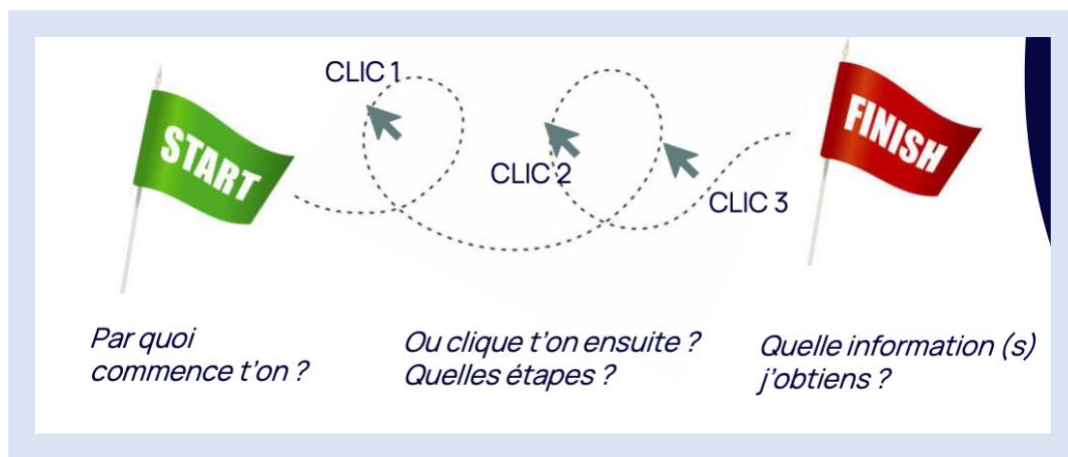 START
CLIC 1
CLIC 2
CLIC 3
FINISH
Par quoi
commence t'on ?
Ou clique t'on ensuite ?
Quelles étapes ?
Quelle information (s)
j'obtiens ?